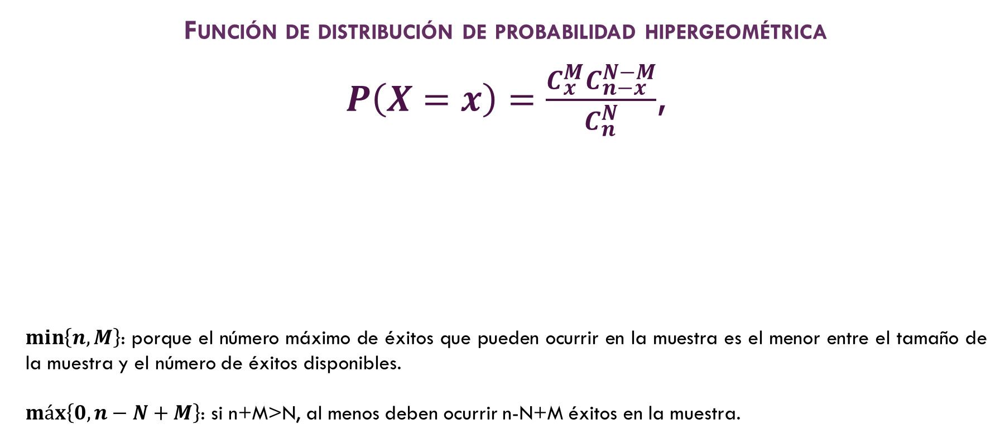 FUNCIÓN DE DISTRIBUCIÓN DE PROBABILIDAD HIPERGEOMÉTRICA
$P(X = x) = \frac{C_x^M C_{n-x}^{N-M}}{C_n^N},$
min{n, M}: porque el número máximo de éxitos que pueden ocurrir en la muestra es el menor entre el tamaño de
la muestra y el número de éxitos disponibles.
máx{0, n − N + M}: si n+M>N, al menos deben ocurrir n-N+M éxitos en la muestra.